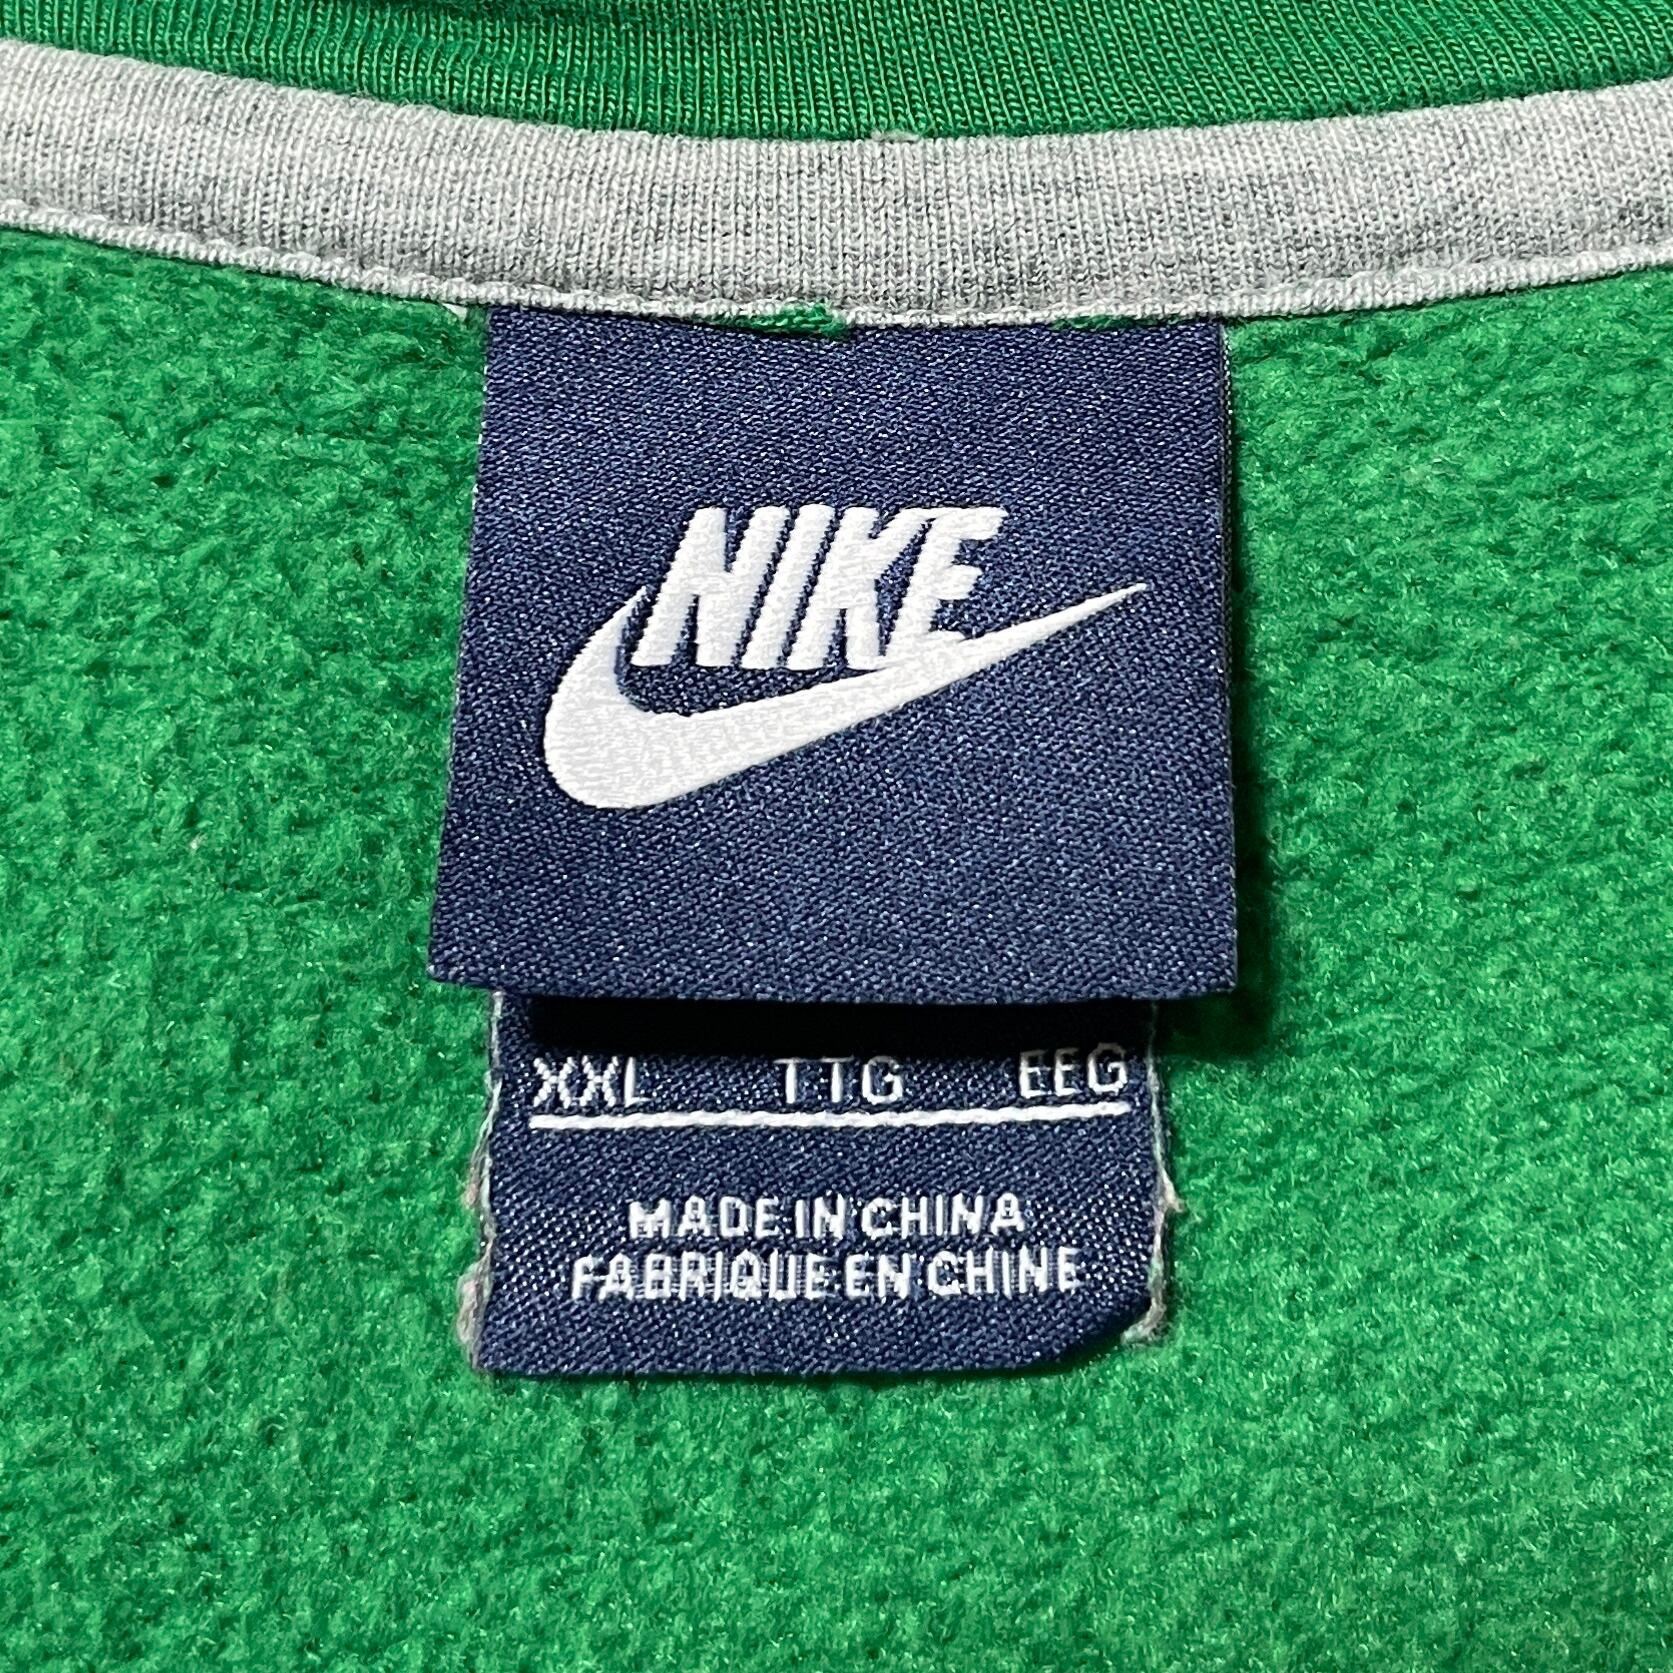 NIKE
XXL TTG EEG
MADE IN CHINA
FABRIQUE EN CHINE